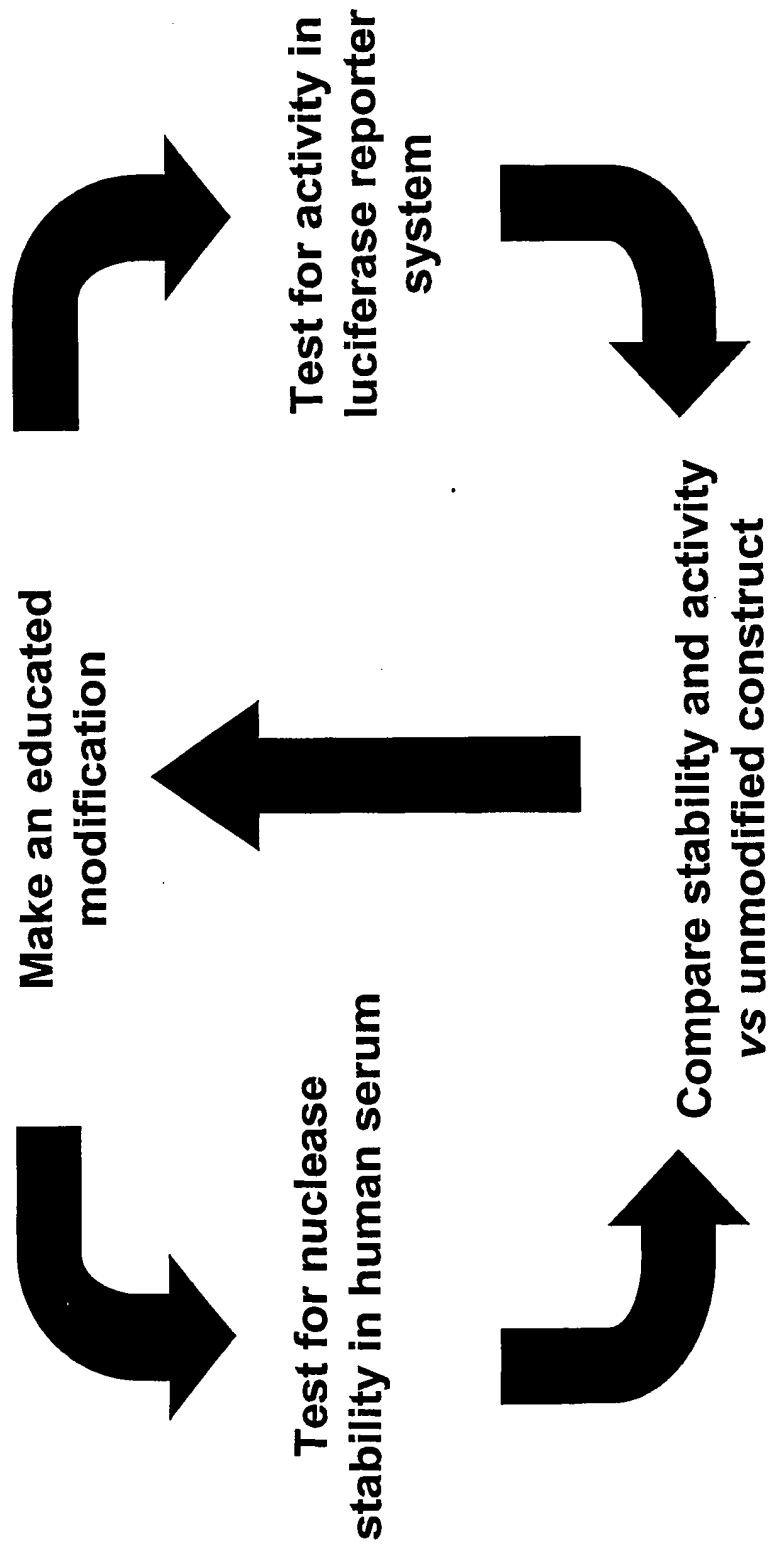 Make an educated
modification
Test for nuclease
stability in human serum
Test for activity in
luciferase reporter
system
Compare stability and activity
vs unmodified construct